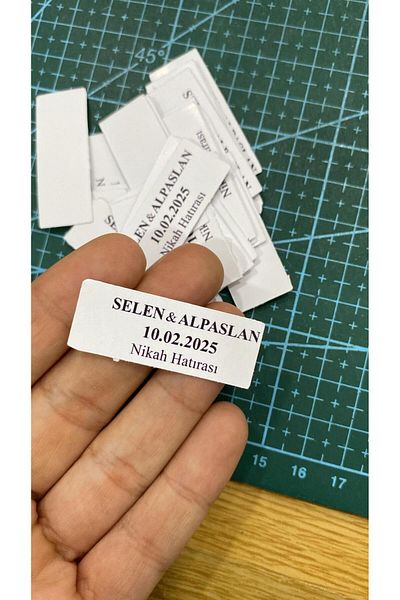 45°
SELEN & ALPASLAN
10.02.2025
Nikah Hatırası
SELEN & ALPASLAN
10.02.2025
Nikah Hatırası
15 16 17